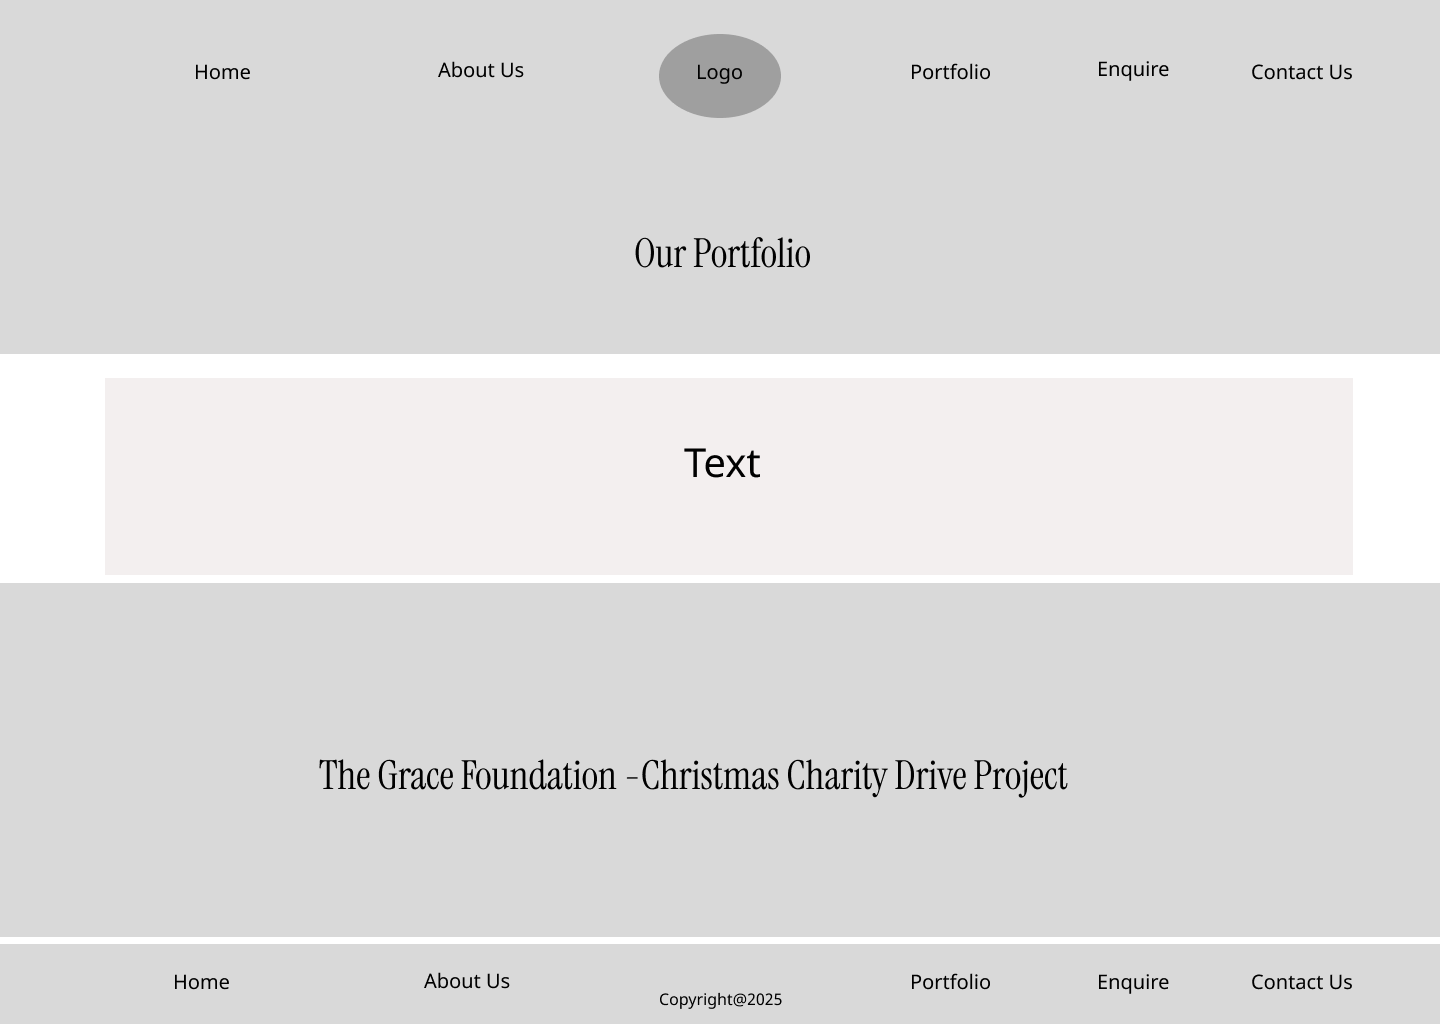 Home About Us Logo Portfolio Enquire Contact Us
Our Portfolio
Text
The Grace Foundation -Christmas Charity Drive Project
Home About Us Portfolio Enquire Contact Us
Copyright@2025